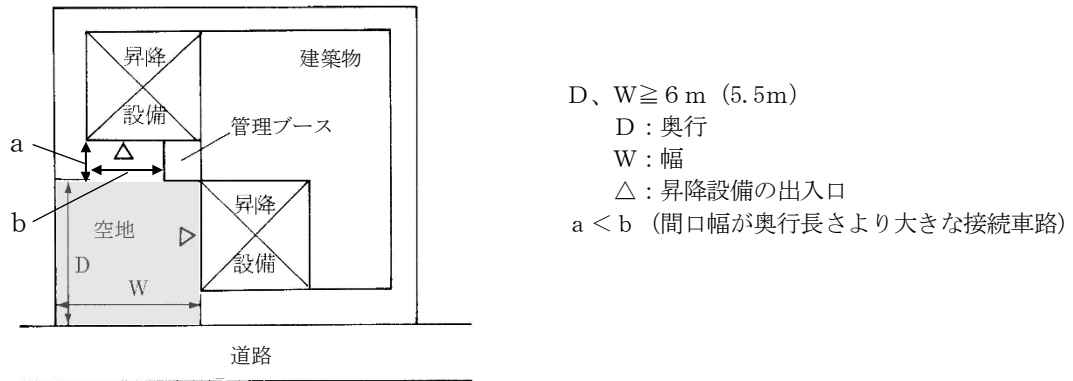 昇降
設備
建築物
管理ブース
a
b
昇降
設備
空地
D
W
道路
D、W≧6m (5.5m)
D：奥行
W：幅
△：昇降設備の出入口
a＜b (間口幅が奥行長さより大きな接続車路)